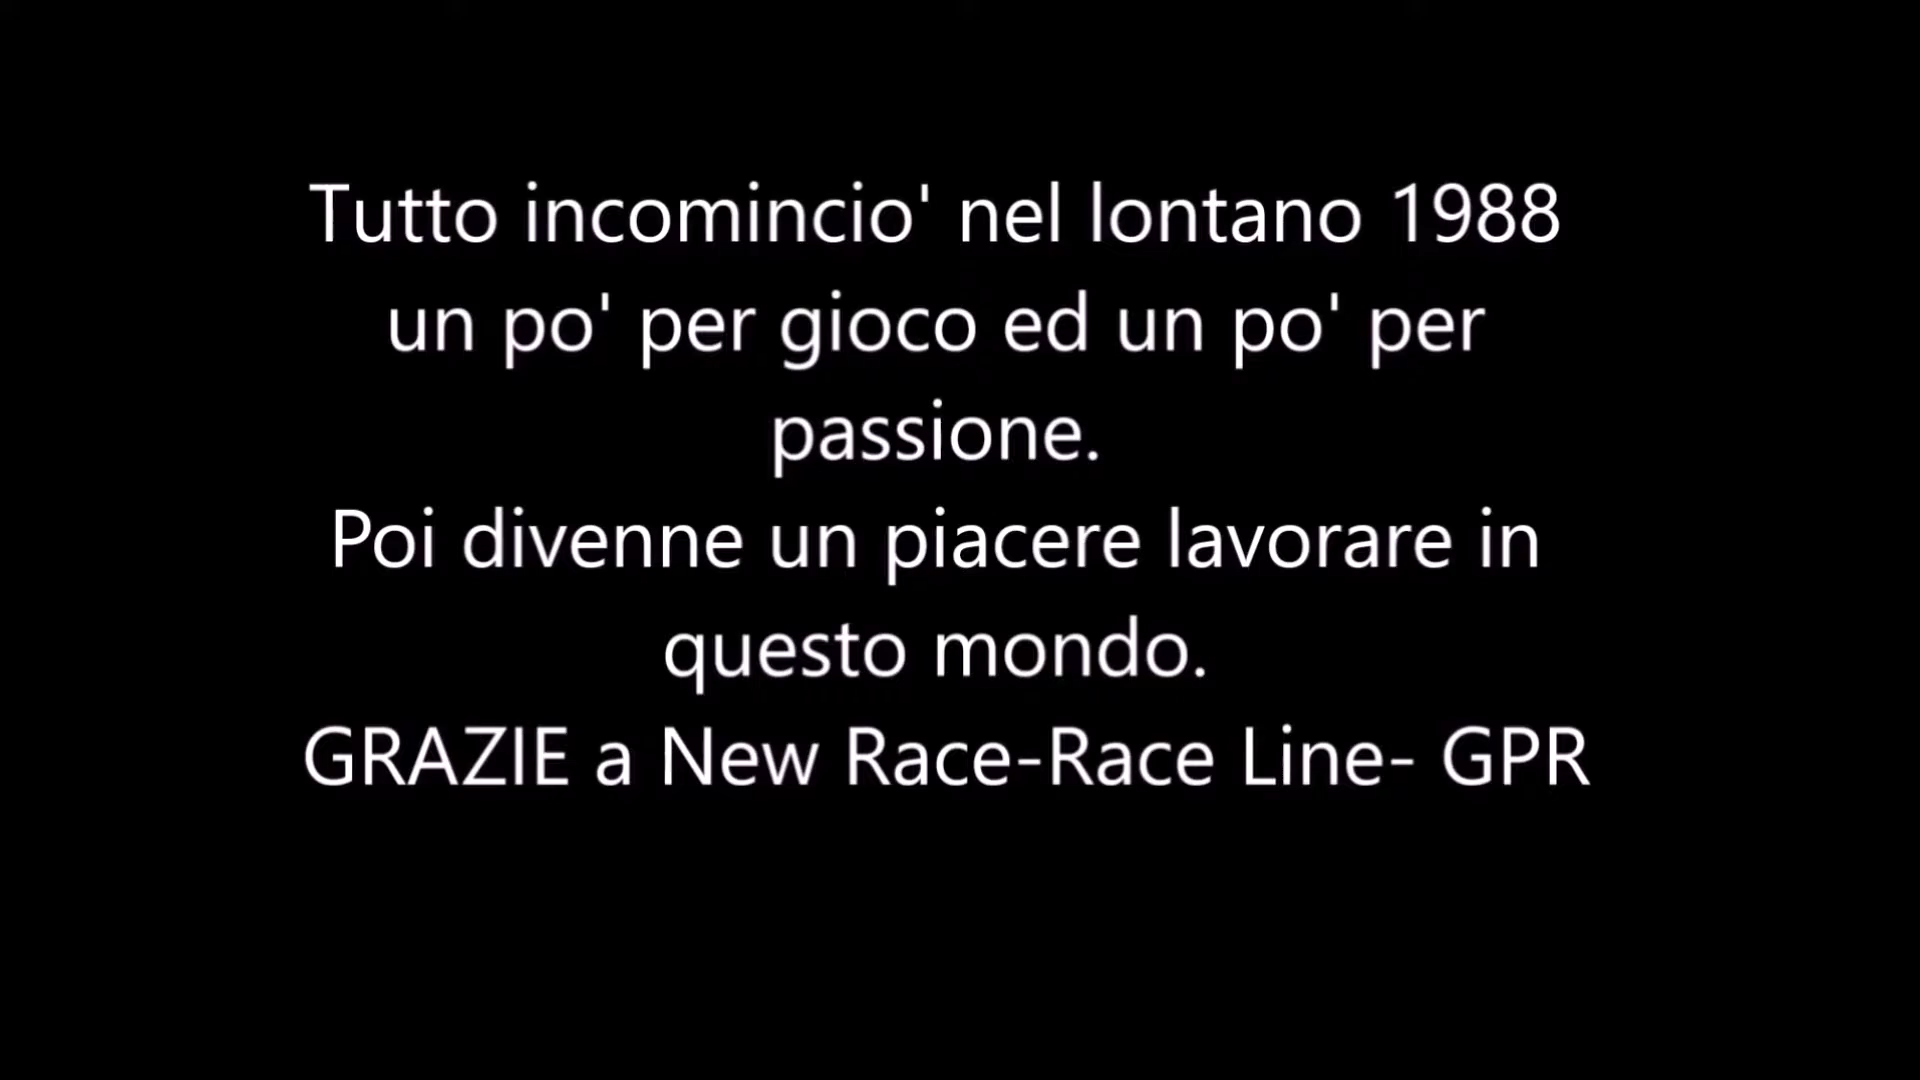 Tutto incomincio' nel lontano 1988
un po' per gioco ed un po' per
passione.
Poi divenne un piacere lavorare in
questo mondo.
GRAZIE a New Race-Race Line- GPR